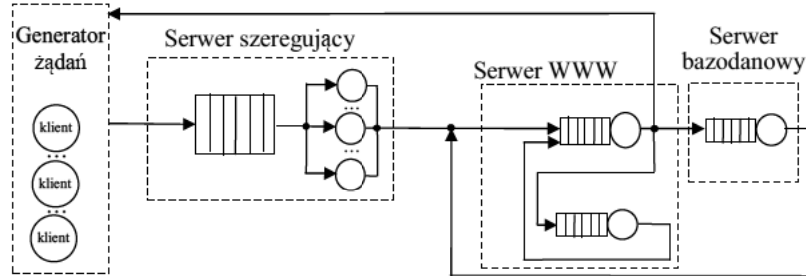 Generator
żądań
Serwer szeregujący
Serwer WWW
Serwer
bazodanowy
klient
...
klient
...
klient
...
...